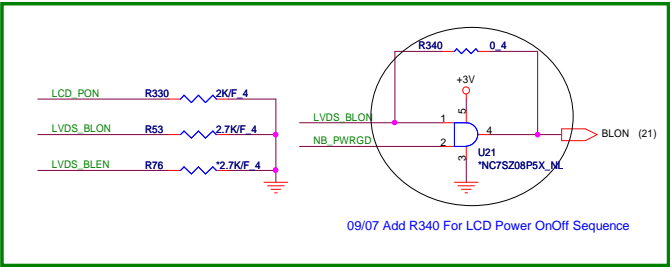 R340 0_4
+3V
LCD_PON R330 2K/F_4
LVDS_BLON R53 2.7K/F_4
LVDS_BLEN R76 *2.7K/F_4
LVDS_BLON 1
NB_PWRGD 2
5
4
3
U21
*NC7SZ08P5X_NL
BLON (21)
09/07 Add R340 For LCD Power OnOff Sequence